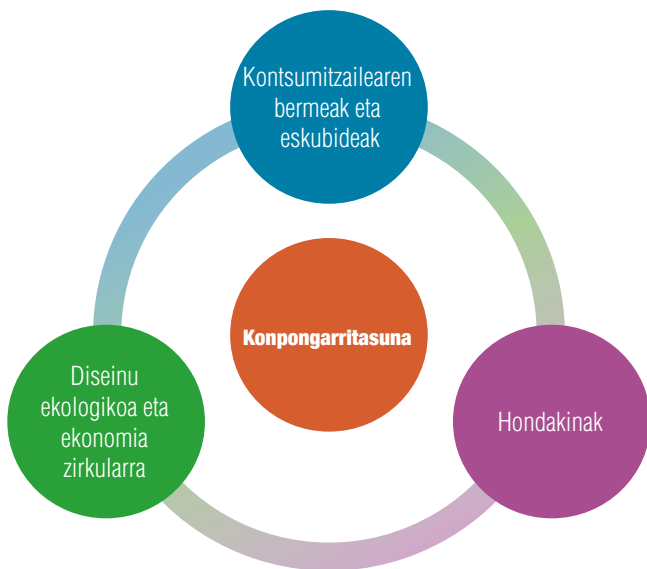 Kontsumitzailearen
bermeak eta
eskubideak
Konpongarritasuna
Diseinu
ekologikoa eta
ekonomia
zirkularra
Hondakinak